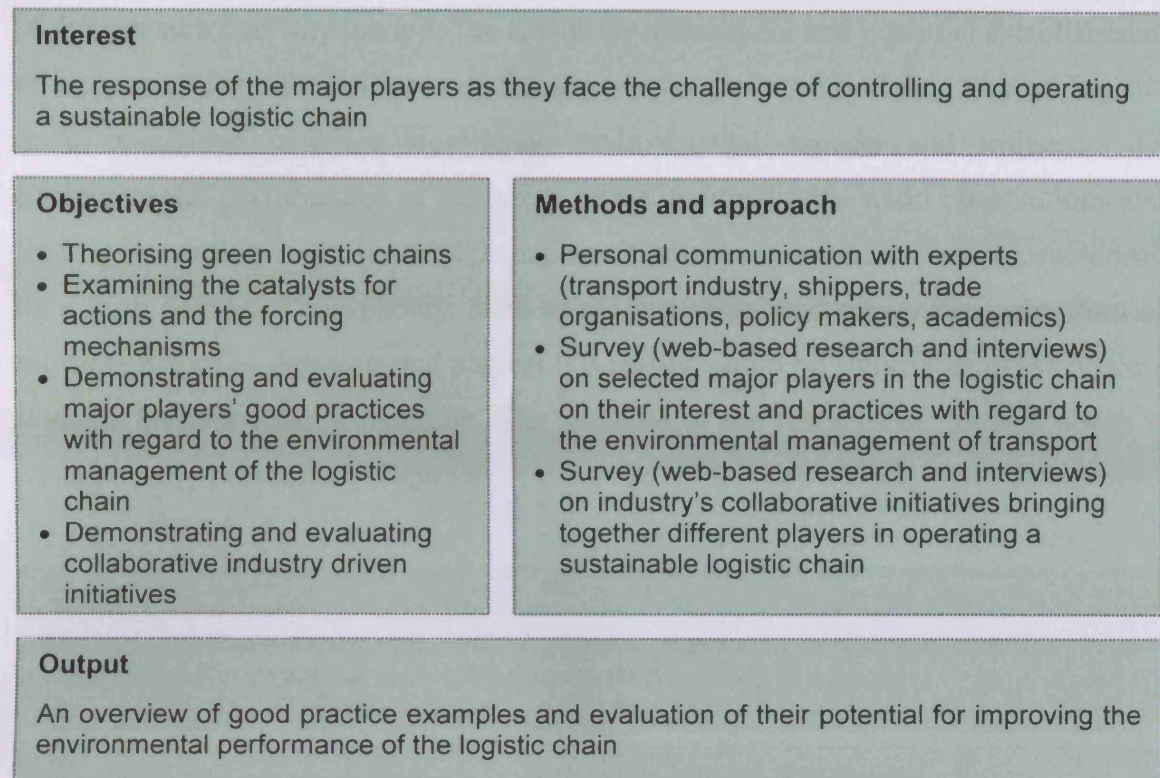 Interest
The response of the major players as they face the challenge of controlling and operating
a sustainable logistic chain
Objectives
• Theorising green logistic chains
• Examining the catalysts for
actions and the forcing
mechanisms
• Demonstrating and evaluating
major players' good practices
with regard to the environmental
management of the logistic
chain
• Demonstrating and evaluating
collaborative industry driven
initiatives
Methods and approach
• Personal communication with experts
(transport industry, shippers, trade
organisations, policy makers, academics)
• Survey (web-based research and interviews)
on selected major players in the logistic chain
on their interest and practices with regard to
the environmental management of transport
• Survey (web-based research and interviews)
on industry's collaborative initiatives bringing
together different players in operating a
sustainable logistic chain
Output
An overview of good practice examples and evaluation of their potential for improving the
environmental performance of the logistic chain